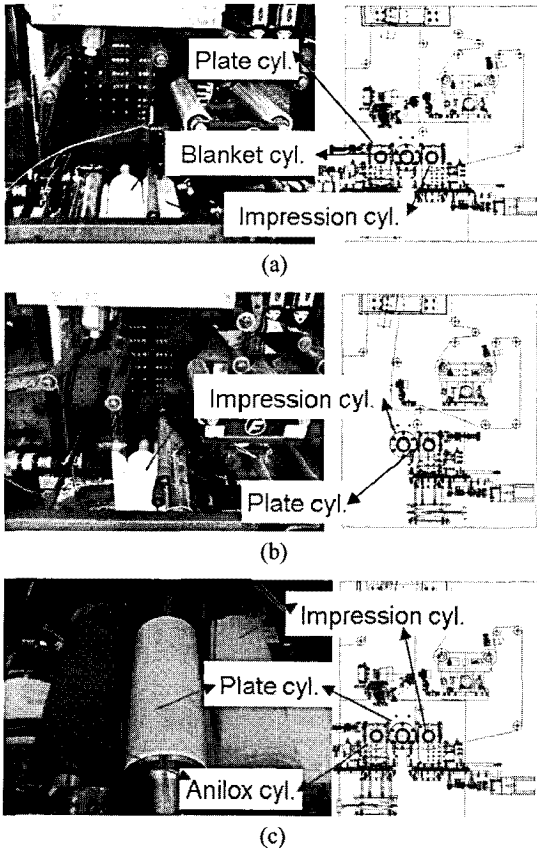 Plate cyl.
Blanket cyl.
Impression cyl.
(a)
Impression cyl.
Plate cyl.
(b)
Impression cyl.
Plate cyl.
Anilox cyl.
(c)